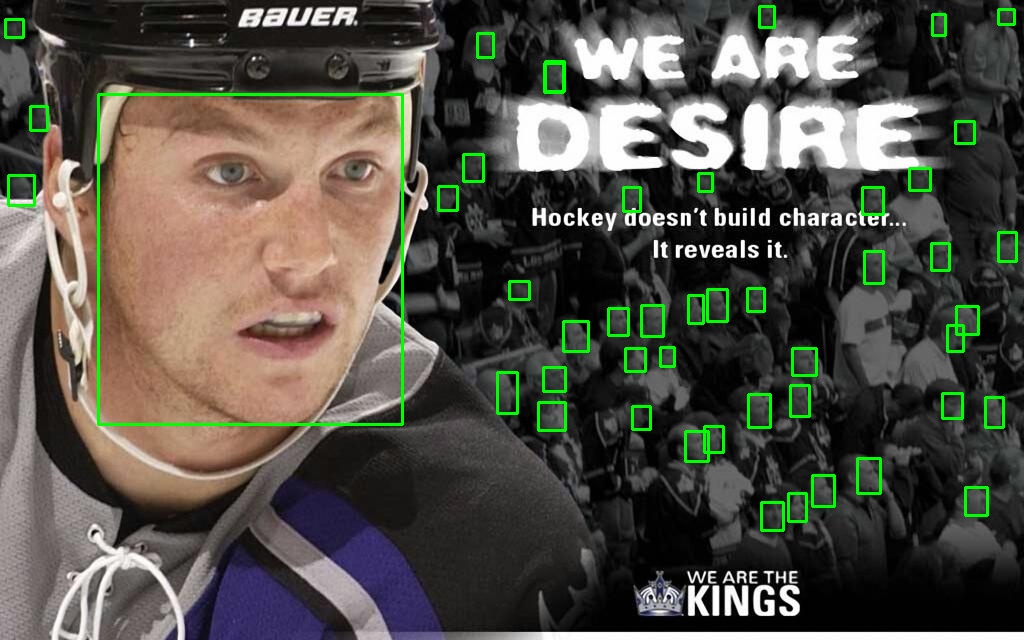 BAUER.
WE ARE
DESIRE
Hockey doesn't build character...
It reveals it.
WE ARE THE
KINGS